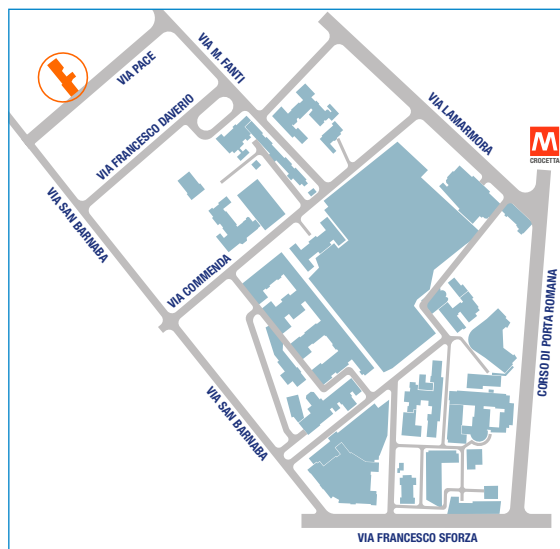 VIA PACE
VIA M. FANTI
VIA FRANCESCO DAVERIO
VIA LAMARMORA
M
CROCETTA
VIA SAN BARNABA
VIA COMMENDA
CORSO DI PORTA ROMANA
VIA SAN BARNABA
VIA FRANCESCO SFORZA